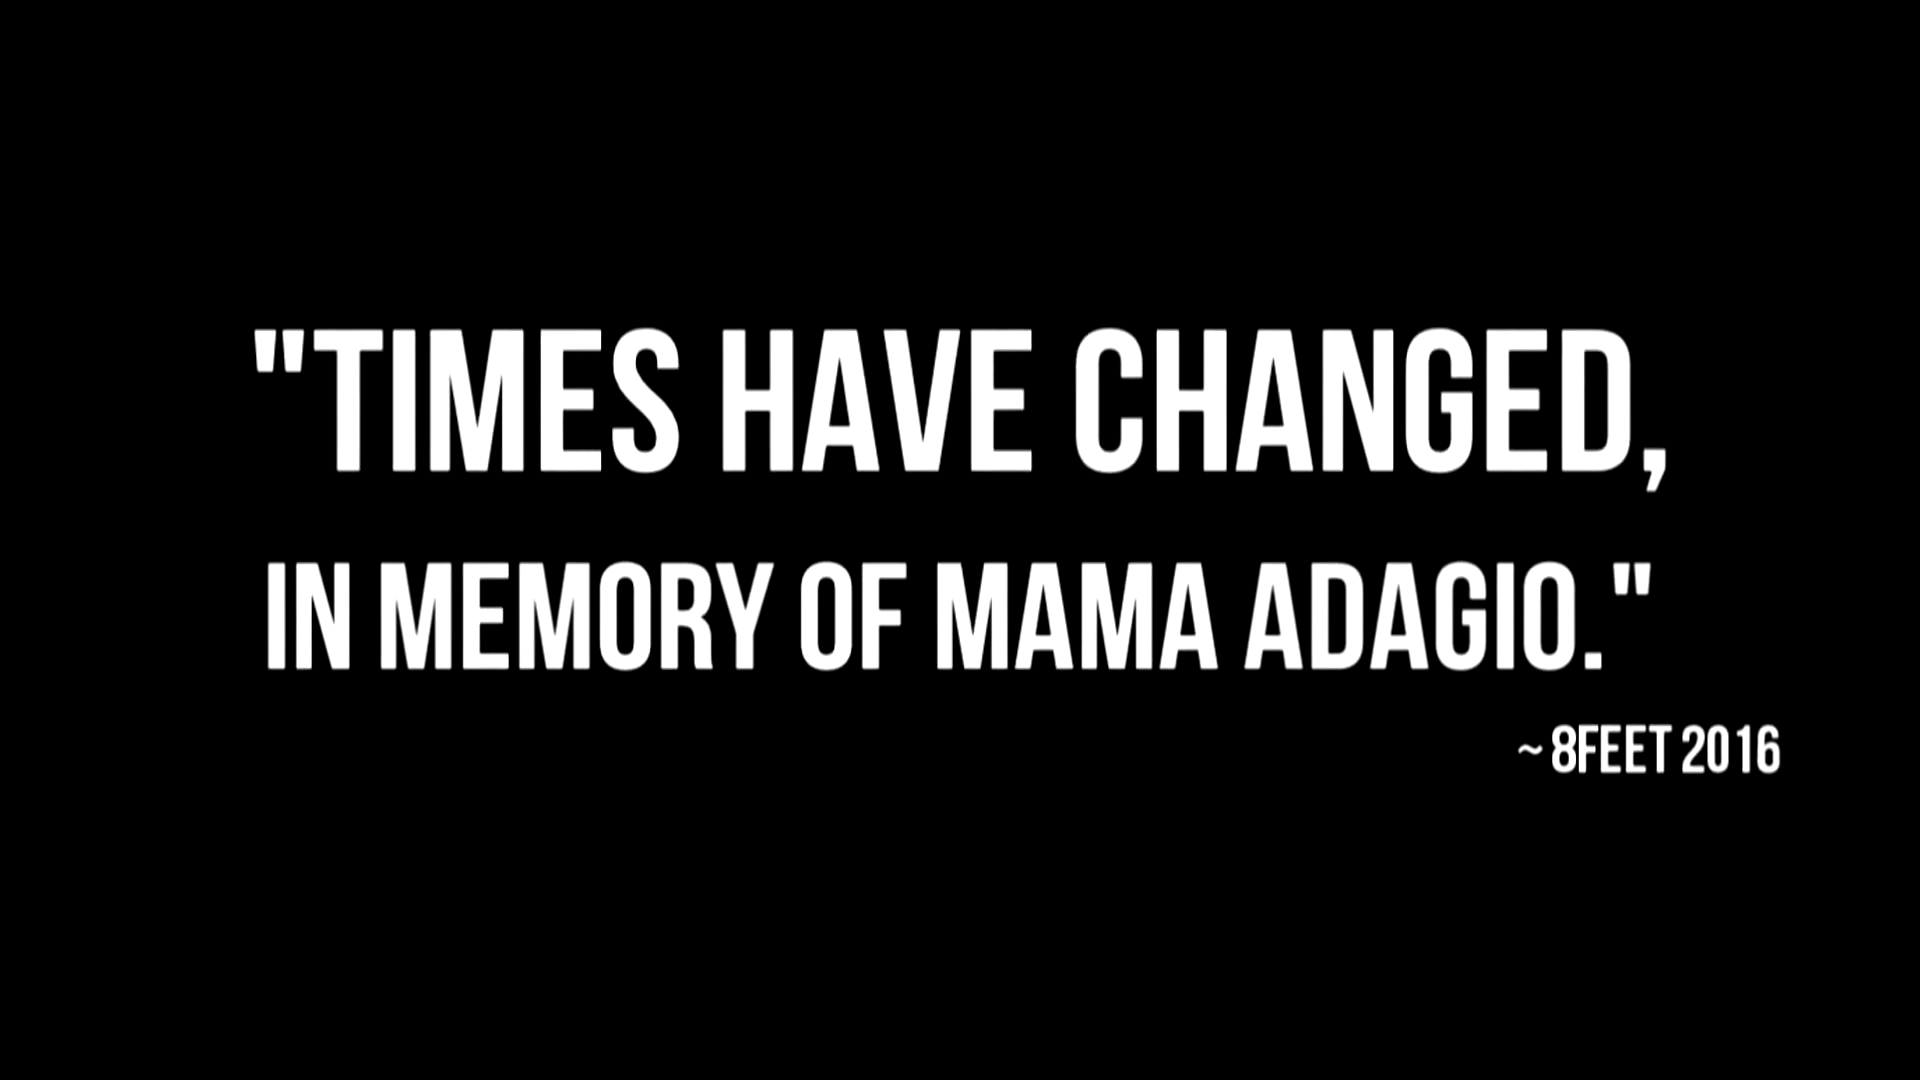 "TIMES HAVE CHANGED,
IN MEMORY OF MAMA ADAGIO."
~ 8FEET 2016